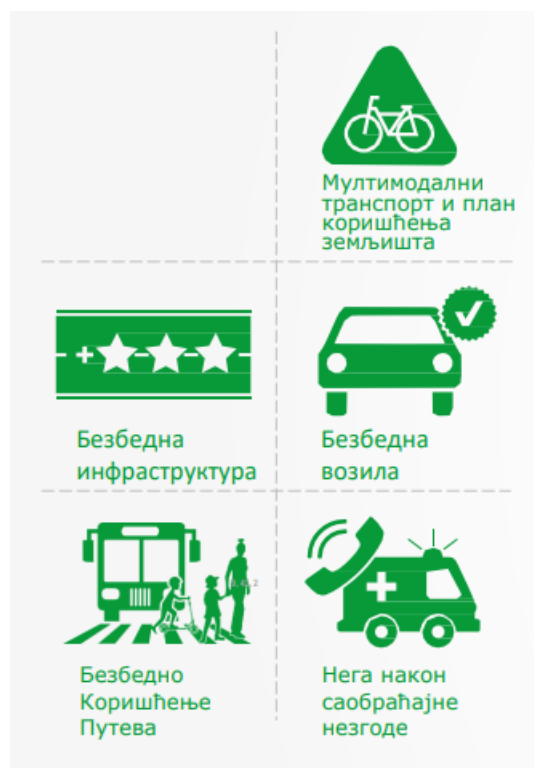 Мултимодални
транспорт и план
коришћења
земљишта
Безбедна
инфраструктура
Безбедна
возила
Безбедно
Коришћење
Путева
Нега након
саобраћајне
незгоде